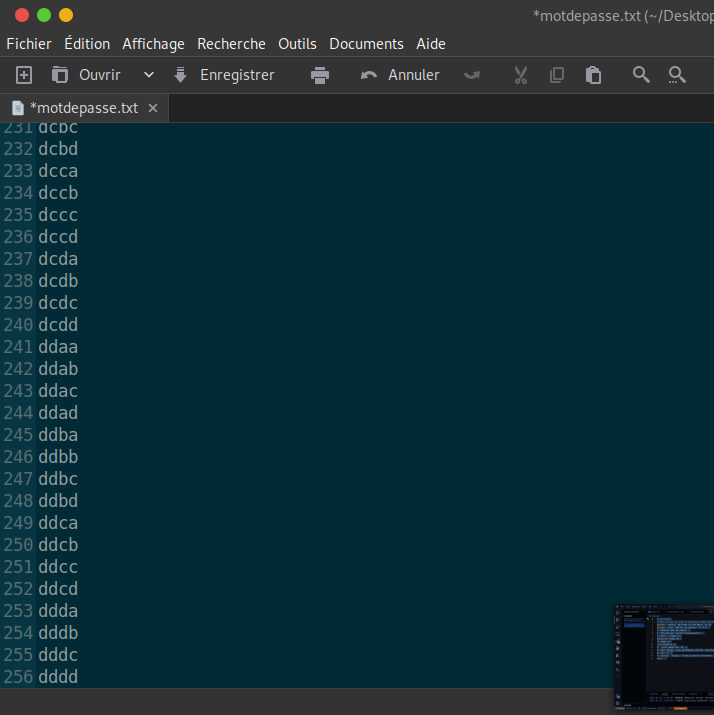 *motdepasse.txt (~/Desktop
Fichier Édition Affichage Recherche Outils Documents Aide
Ouvrir Enregistrer Annuler
*motdepasse.txt
231 dcbc
232 dcbd
233 dcca
234 dccb
235 dccc
236 dccd
237 dcda
238 dcdb
239 dcdc
240 dcdd
241 ddaa
242 ddab
243 ddac
244 ddad
245 ddba
246 ddbb
247 ddbc
248 ddbd
249 ddca
250 ddcb
251 ddcc
252 ddcd
253 ddda
254 dddb
255 dddc
256 dddd